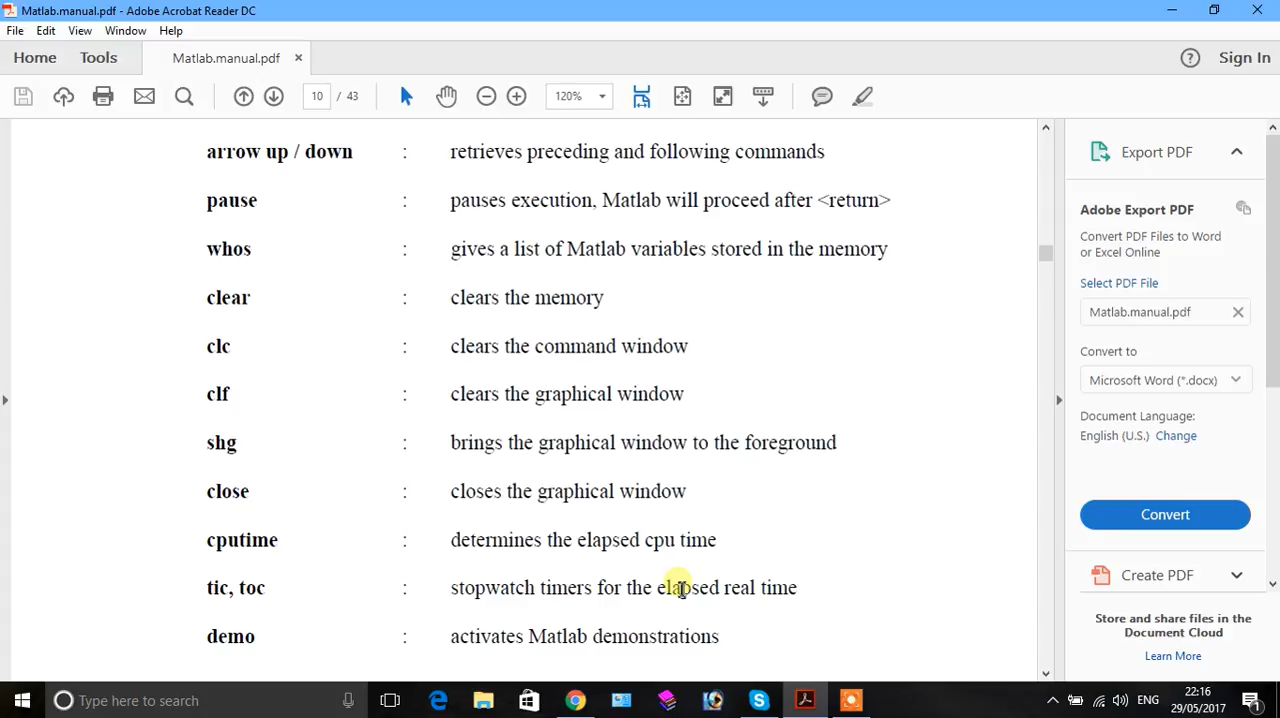 Matlab.manual.pdf - Adobe Acrobat Reader DC
File Edit View Window Help
Home Tools Matlab.manual.pdf × Sign In
10 / 43 120%
arrow up / down : retrieves preceding and following commands
pause : pauses execution, Matlab will proceed after <return>
whos : gives a list of Matlab variables stored in the memory
clear : clears the memory
clc : clears the command window
clf : clears the graphical window
shg : brings the graphical window to the foreground
close : closes the graphical window
cputime : determines the elapsed cpu time
tic, toc : stopwatch timers for the elapsed real time
demo : activates Matlab demonstrations
Export PDF
Adobe Export PDF
Convert PDF Files to Word
or Excel Online
Select PDF File
Matlab.manual.pdf
Convert to
Microsoft Word (*.docx)
Document Language:
English (U.S.) Change
Convert
Create PDF
Store and share files in the
Document Cloud
Learn More
Type here to search
ENG
22:16
29/05/2017
1